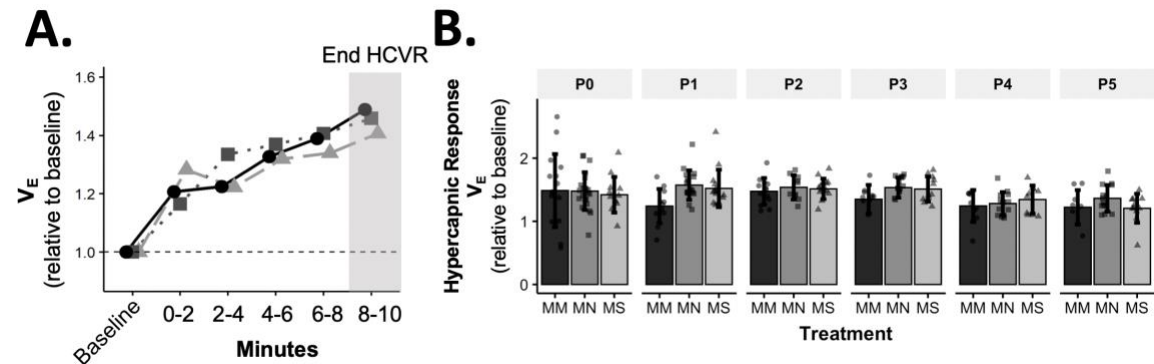 A.
V_E
(relative to baseline)
1.6
1.4
1.2
1.0
End HCVR
Baseline 0-2 2-4 4-6 6-8 8-10
Minutes
B.
Hypercapnic Response
V_E
(relative to baseline)
2
1
0
P0 P1 P2 P3 P4 P5
MM MN MS MM MN MS MM MN MS MM MN MS MM MN MS MM MN MS
Treatment